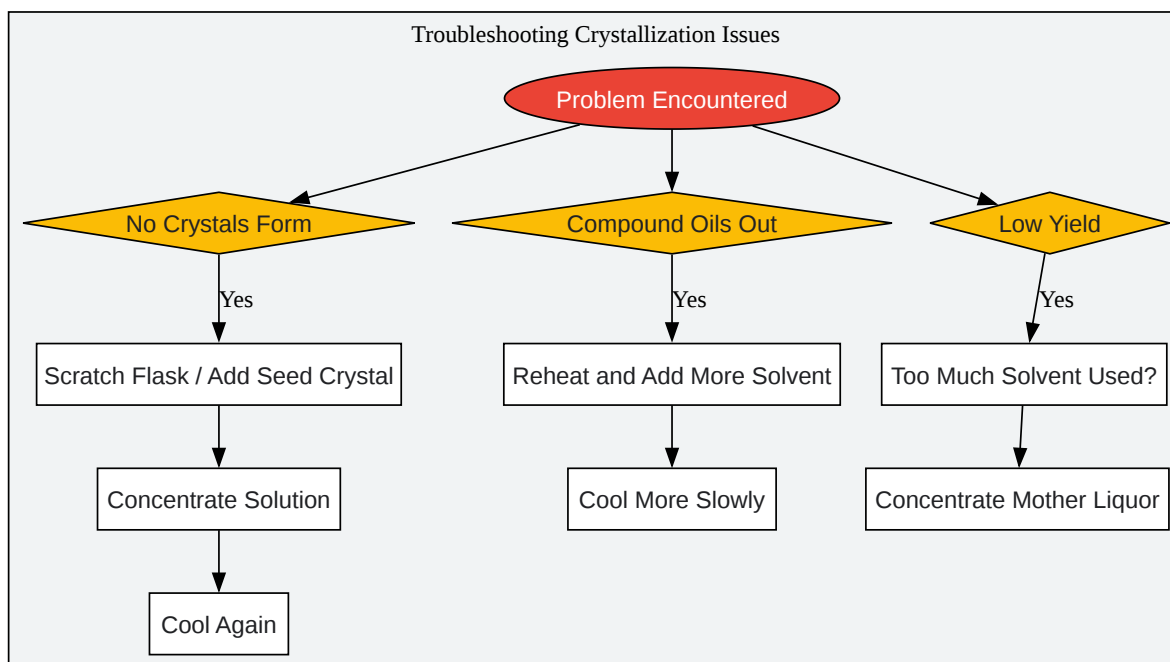 Troubleshooting Crystallization Issues
Problem Encountered
No Crystals Form
Compound Oils Out
Low Yield
Yes
Yes
Yes
Scratch Flask / Add Seed Crystal
Reheat and Add More Solvent
Too Much Solvent Used?
Concentrate Solution
Cool More Slowly
Concentrate Mother Liquor
Cool Again